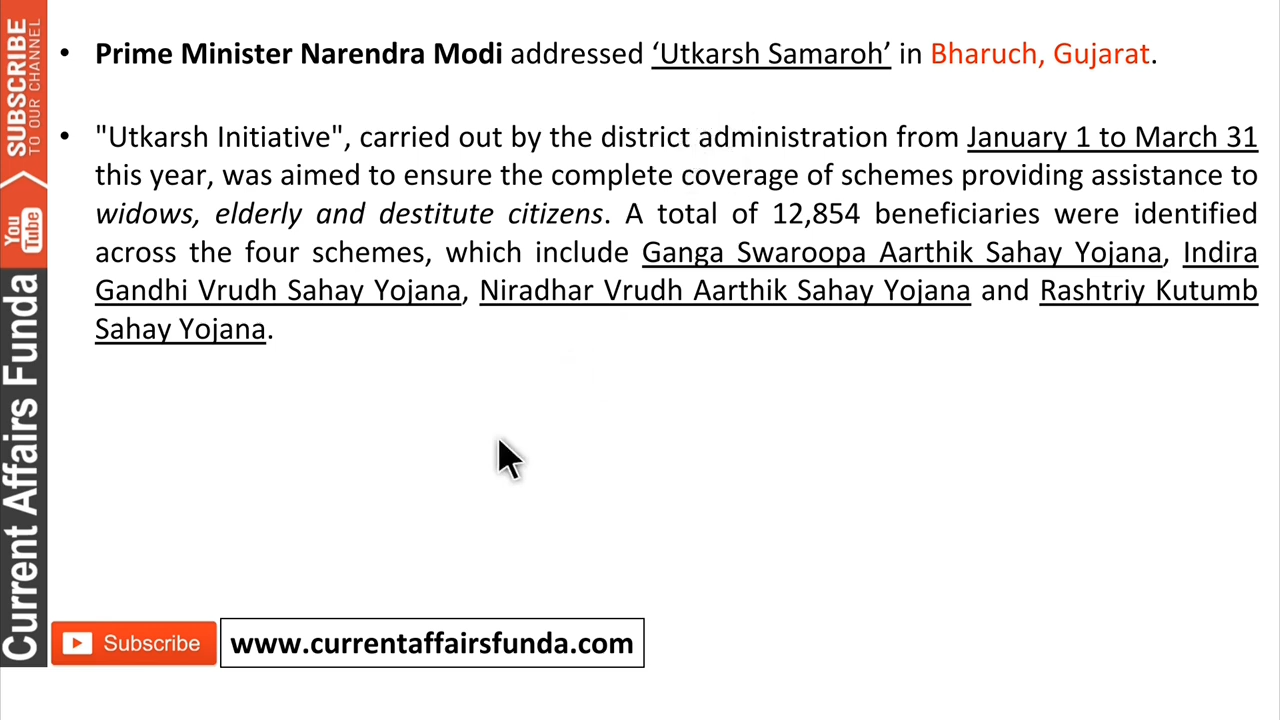 • Prime Minister Narendra Modi addressed ‘Utkarsh Samaroh’ in Bharuch, Gujarat.
• "Utkarsh Initiative", carried out by the district administration from January 1 to March 31
this year, was aimed to ensure the complete coverage of schemes providing assistance to
widows, elderly and destitute citizens. A total of 12,854 beneficiaries were identified
across the four schemes, which include Ganga Swaroopa Aarthik Sahay Yojana, Indira
Gandhi Vrudh Sahay Yojana, Niradhar Vrudh Aarthik Sahay Yojana and Rashtriy Kutumb
Sahay Yojana.
SUBSCRIBE
TO OUR CHANNEL
You
Tube
Current Affairs Funda
Subscribe
www.currentaffairsfunda.com